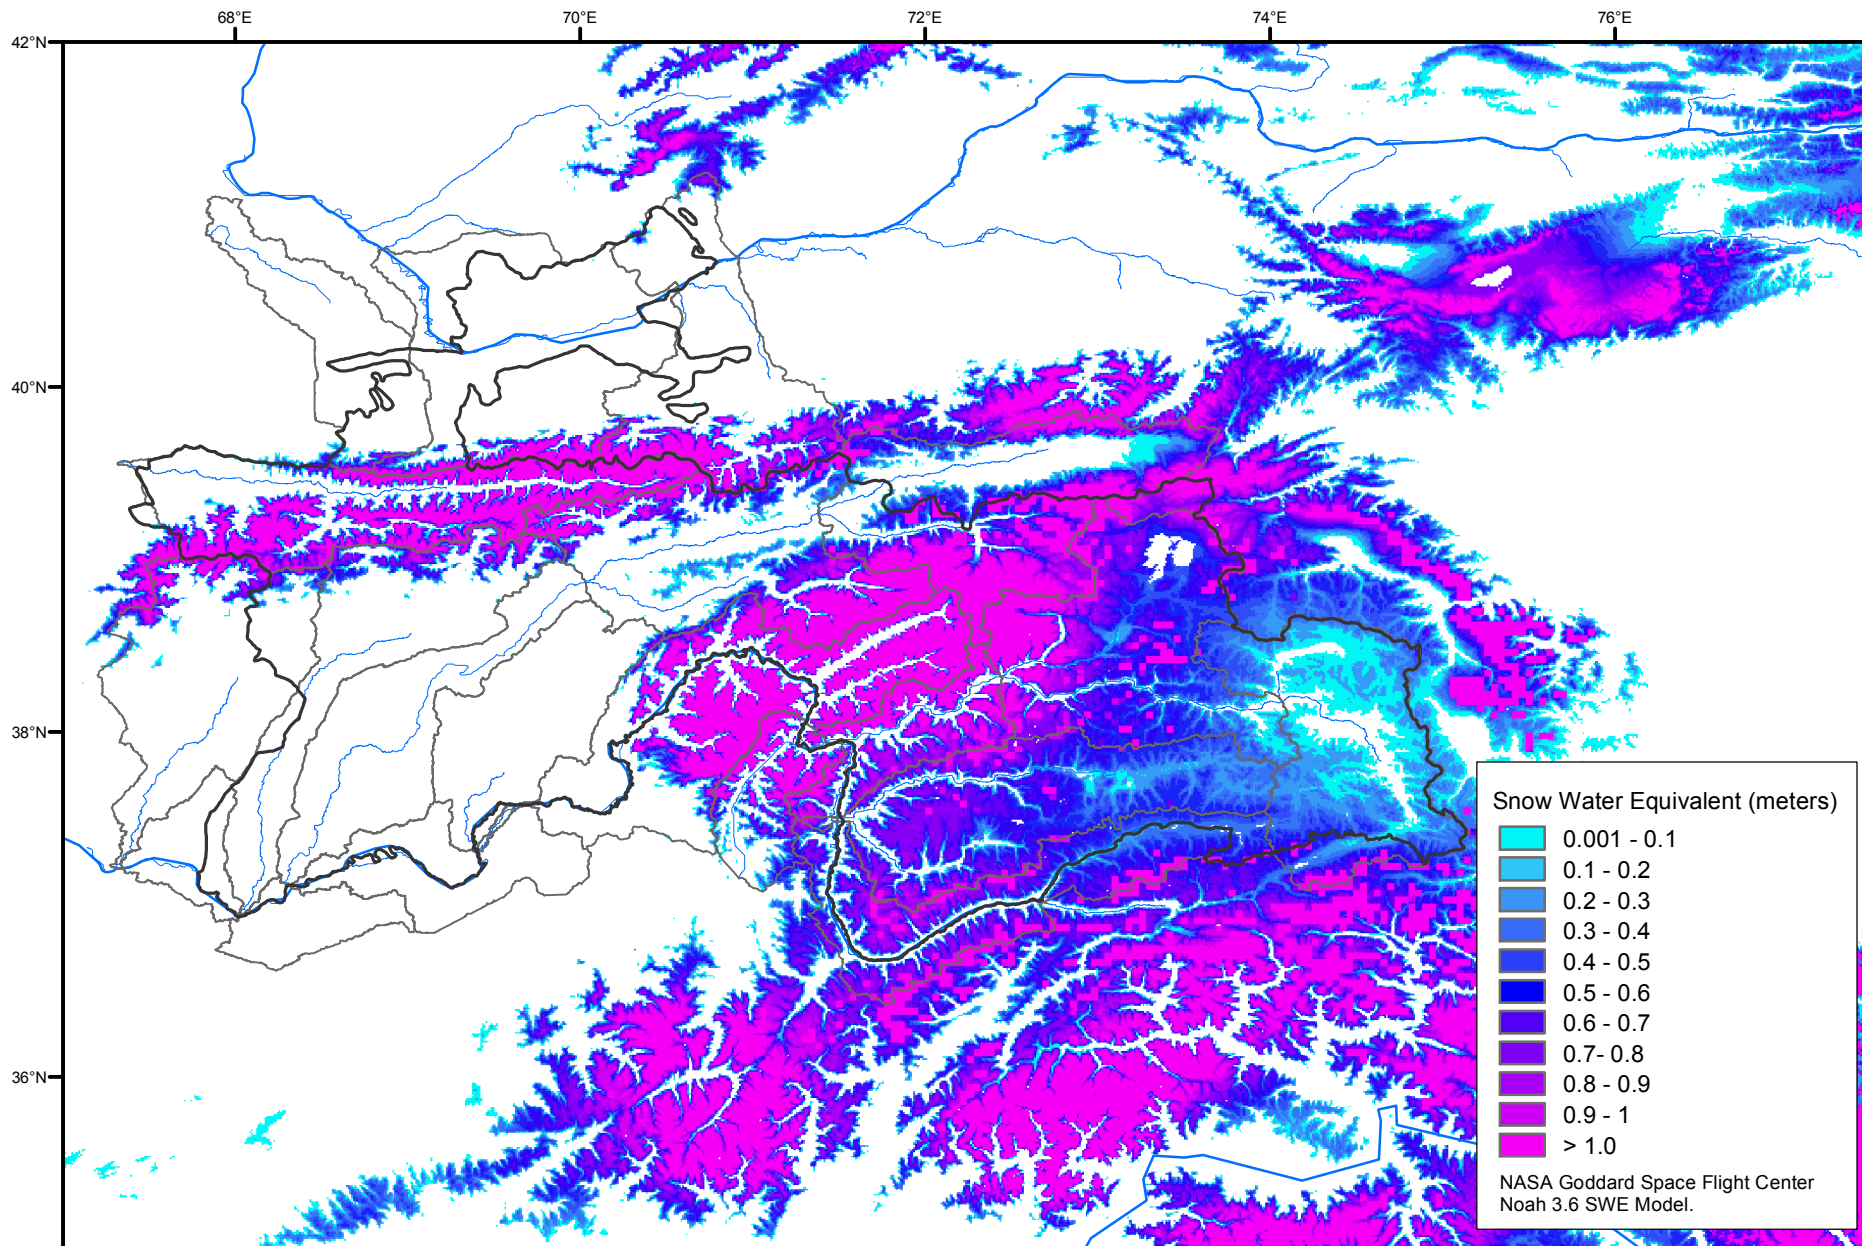 68°E
70°E
72°E
74°E
76°E
42°N
40°N
38°N
36°N
Snow Water Equivalent (meters)
0.001 - 0.1
0.1 - 0.2
0.2 - 0.3
0.3 - 0.4
0.4 - 0.5
0.5 - 0.6
0.6 - 0.7
0.7- 0.8
0.8 - 0.9
0.9 - 1
> 1.0
NASA Goddard Space Flight Center
Noah 3.6 SWE Model.